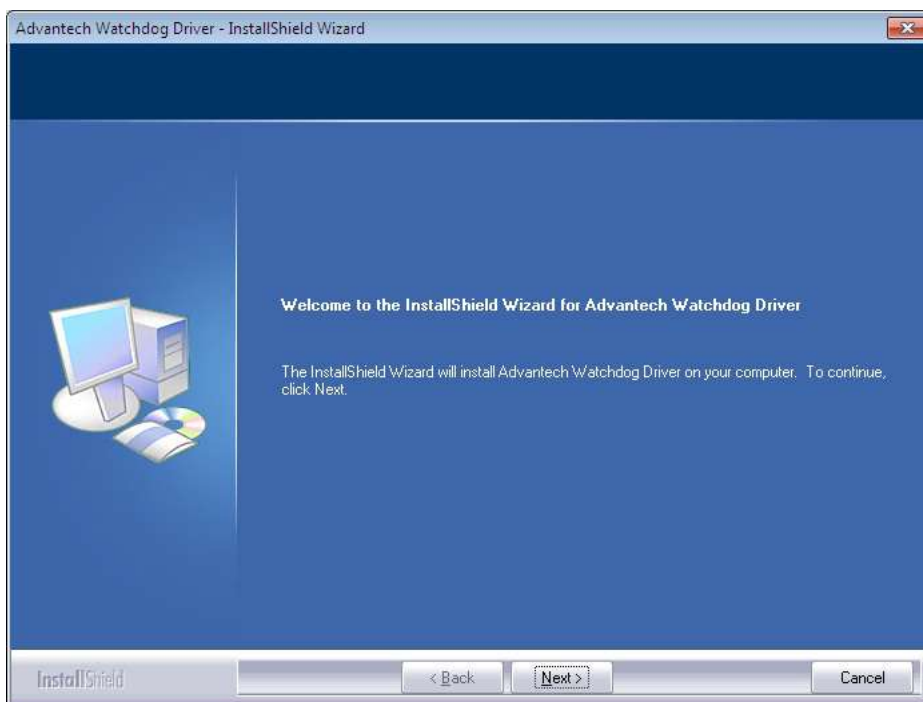 Advantech Watchdog Driver - InstallShield Wizard
Welcome to the InstallShield Wizard for Advantech Watchdog Driver
The InstallShield Wizard will install Advantech Watchdog Driver on your computer. To continue,
click Next.
InstallShield
< Back
Next >
Cancel